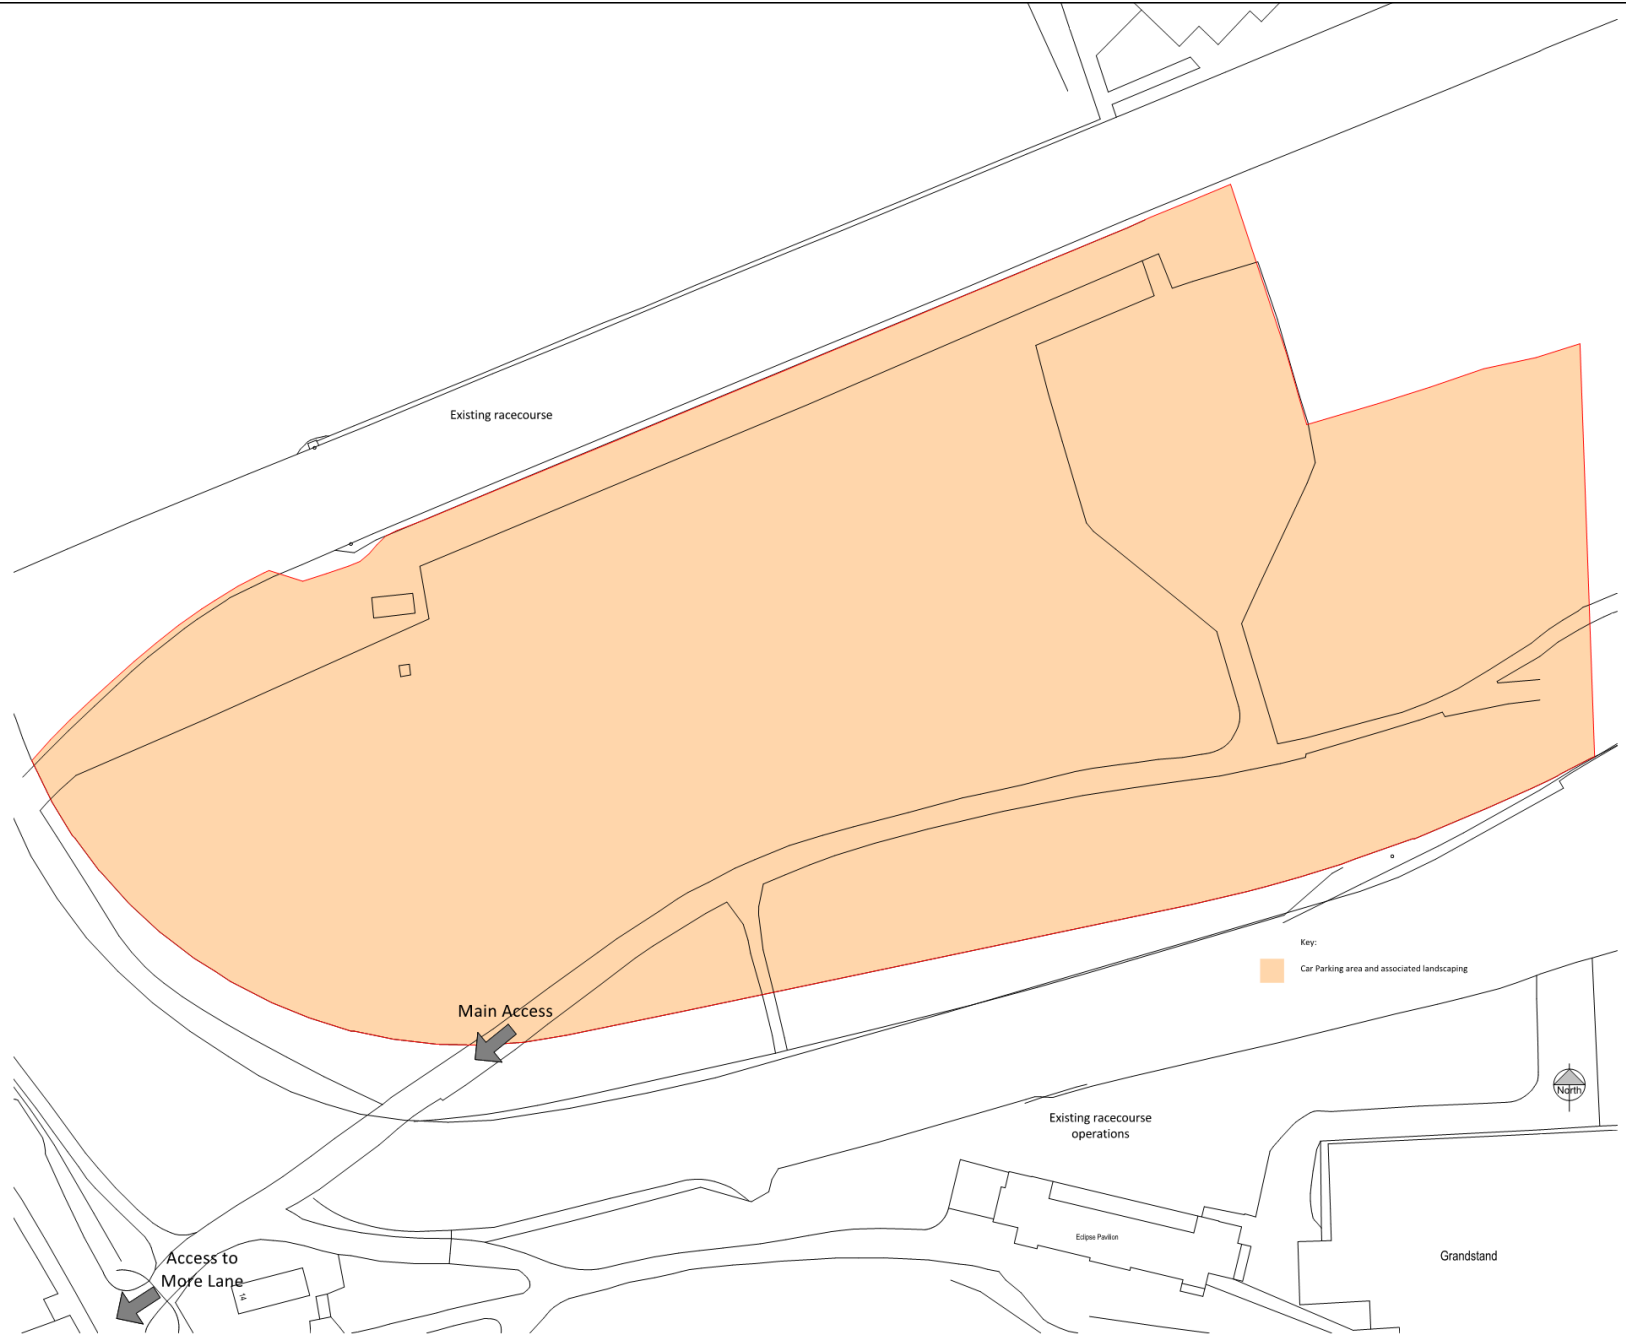 Existing racecourse
Key:
Car Parking area and associated landscaping
Main Access
North
Existing racecourse
operations
Eclipse Pavilion
Grandstand
Access to
More Lane
14